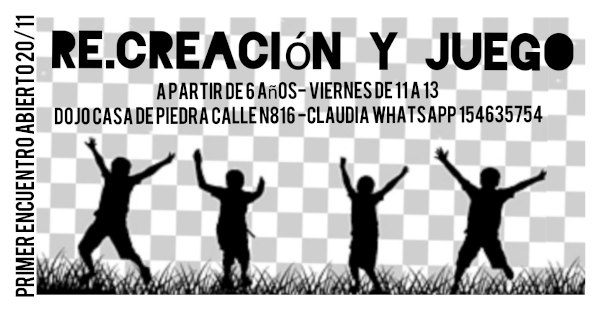 PRIMER ENCUENTRO ABIERTO 20/11
RE.CREACIÓN Y JUEGO
A PARTIR DE 6 AñOS- VIERNES DE 11 A 13
DOJO CASA DE PIEDRA CALLE N816 -CLAUDIA WHATSAPP 154635754